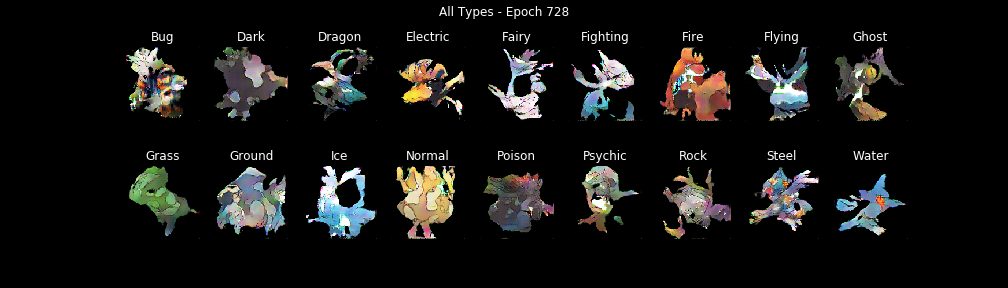 All Types - Epoch 728
Bug Dark Dragon Electric Fairy Fighting Fire Flying Ghost
Grass Ground Ice Normal Poison Psychic Rock Steel Water